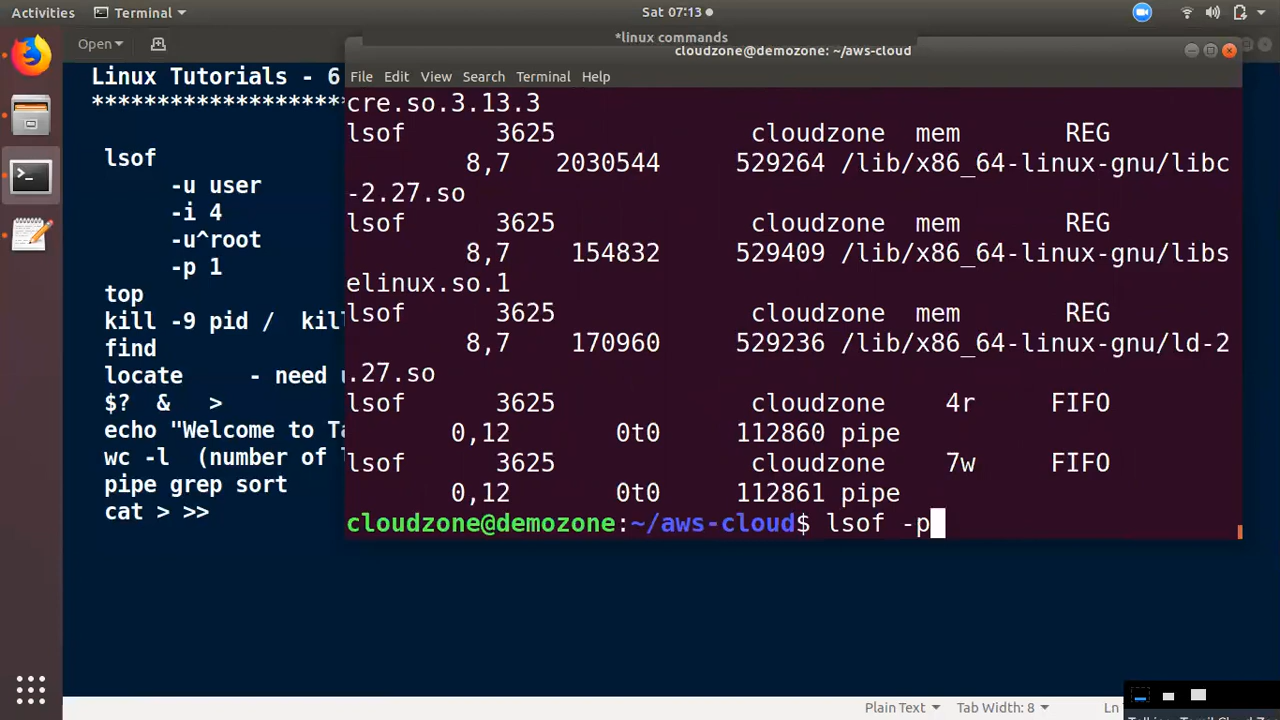 Activities Terminal Sat 07:13
Open
*linux commands
cloudzone@demozone: ~/aws-cloud
File Edit View Search Terminal Help
Linux Tutorials - 6
*******************
lsof
-u user
-i 4
-u^root
-p 1
top
kill -9 pid / kil
find
locate - need u
$? & >
echo "Welcome to Ta
wc -l (number of l
pipe grep sort
cat > >>
cre.so.3.13.3
lsof 3625 cloudzone mem REG
8,7 2030544 529264 /lib/x86_64-linux-gnu/libc
-2.27.so
lsof 3625 cloudzone mem REG
8,7 154832 529409 /lib/x86_64-linux-gnu/libs
elinux.so.1
lsof 3625 cloudzone mem REG
8,7 170960 529236 /lib/x86_64-linux-gnu/ld-2
.27.so
lsof 3625 cloudzone 4r FIFO
0,12 0t0 112860 pipe
lsof 3625 cloudzone 7w FIFO
0,12 0t0 112861 pipe
cloudzone@demozone:~/aws-cloud$ lsof -p
Plain Text Tab Width: 8 Ln